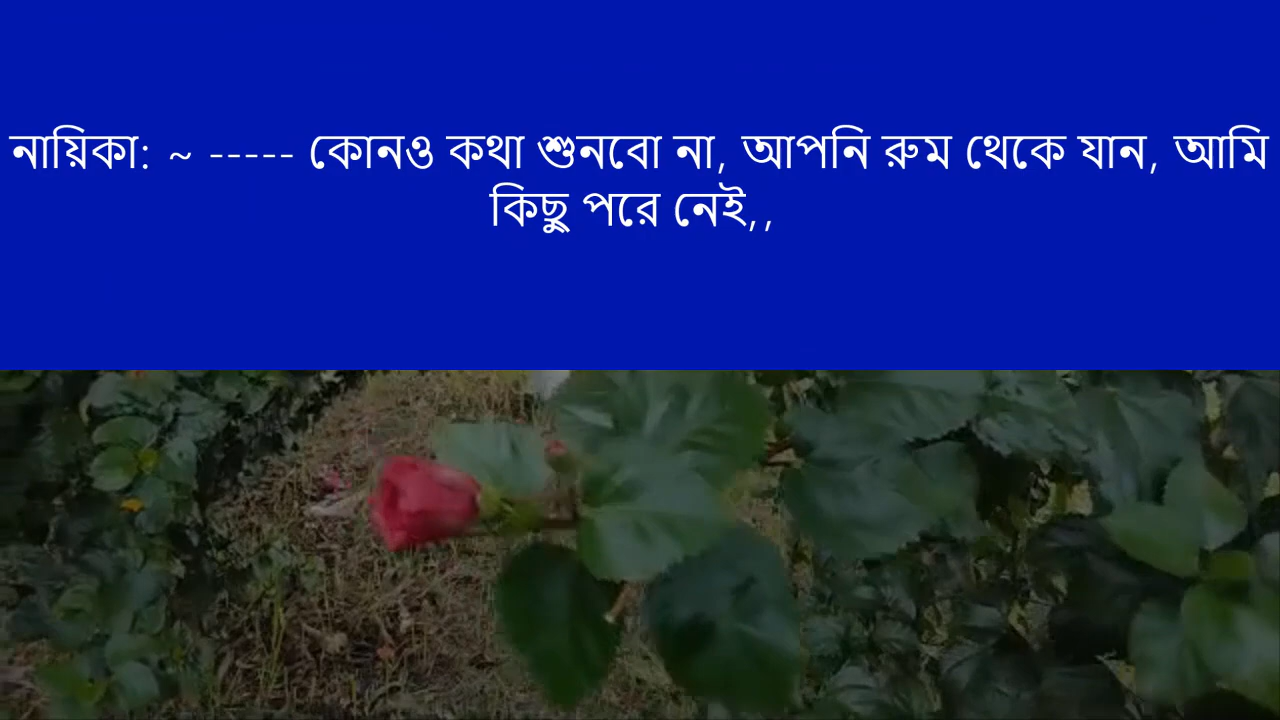 নায়িকা: ~ ----- কোনও কথা শুনবো না, আপনি রুম থেকে যান, আমি
কিছু পরে নেই,,